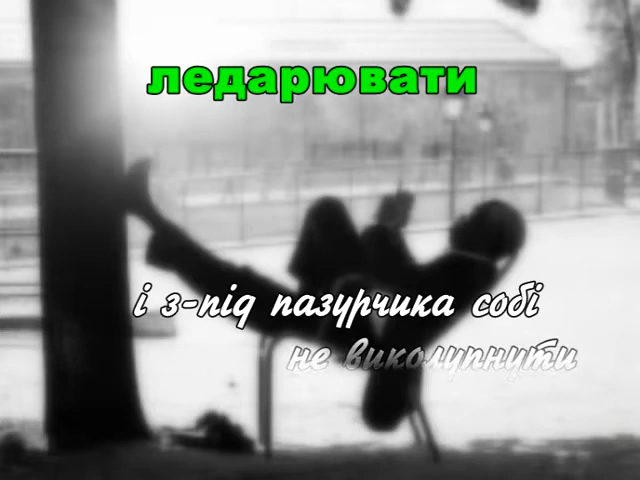 ледарювати
і з-під пазурчика собі
не виколупнути